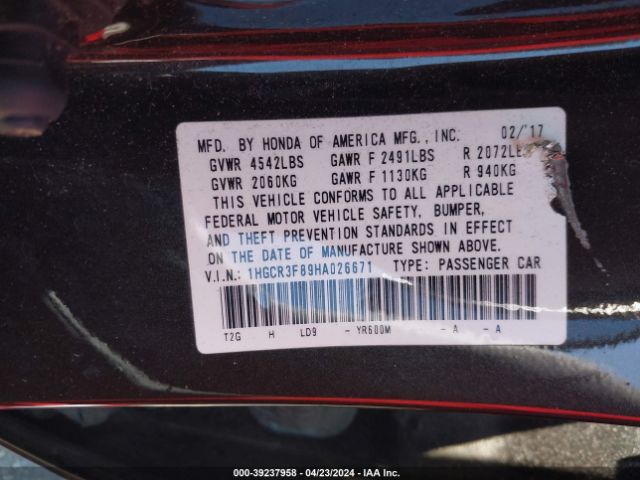 MFD. BY HONDA OF AMERICA MFG., INC. 02/'17
GVWR 4542LBS GAWR F 2491LBS R 2072LB
GVWR 2060KG GAWR F 1130KG R 940KG
THIS VEHICLE CONFORMS TO ALL APPLICABLE
FEDERAL MOTOR VEHICLE SAFETY, BUMPER,
AND THEFT PREVENTION STANDARDS IN EFFECT
ON THE DATE OF MANUFACTURE SHOWN ABOVE.
V.I.N.: 1HGCR3F89HA026671 TYPE: PASSENGER CAR
T2G H LD9 - YR600M - A - A
000-39237958 - 04/23/2024 - IAA Inc.